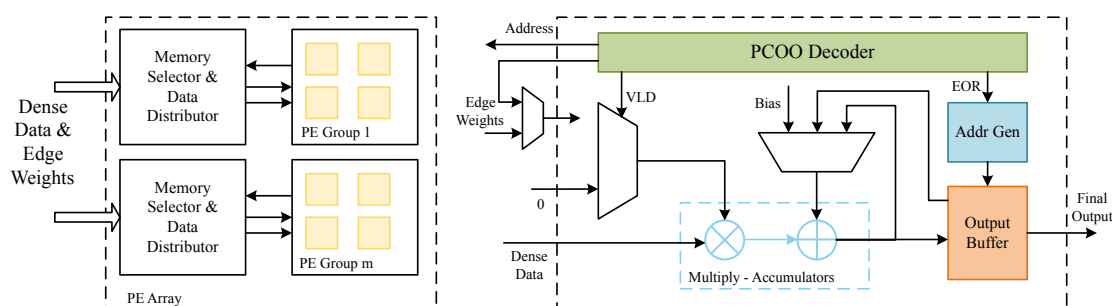 Dense
Data &
Edge
Weights
Memory
Selector &
Data
Distributor
PE Group 1
Memory
Selector &
Data
Distributor
PE Group m
PE Array
Address
PCOO Decoder
Edge
Weights
VLD
Bias
EOR
Addr Gen
0
Dense
Data
Multiply - Accumulators
Output
Buffer
Final
Output